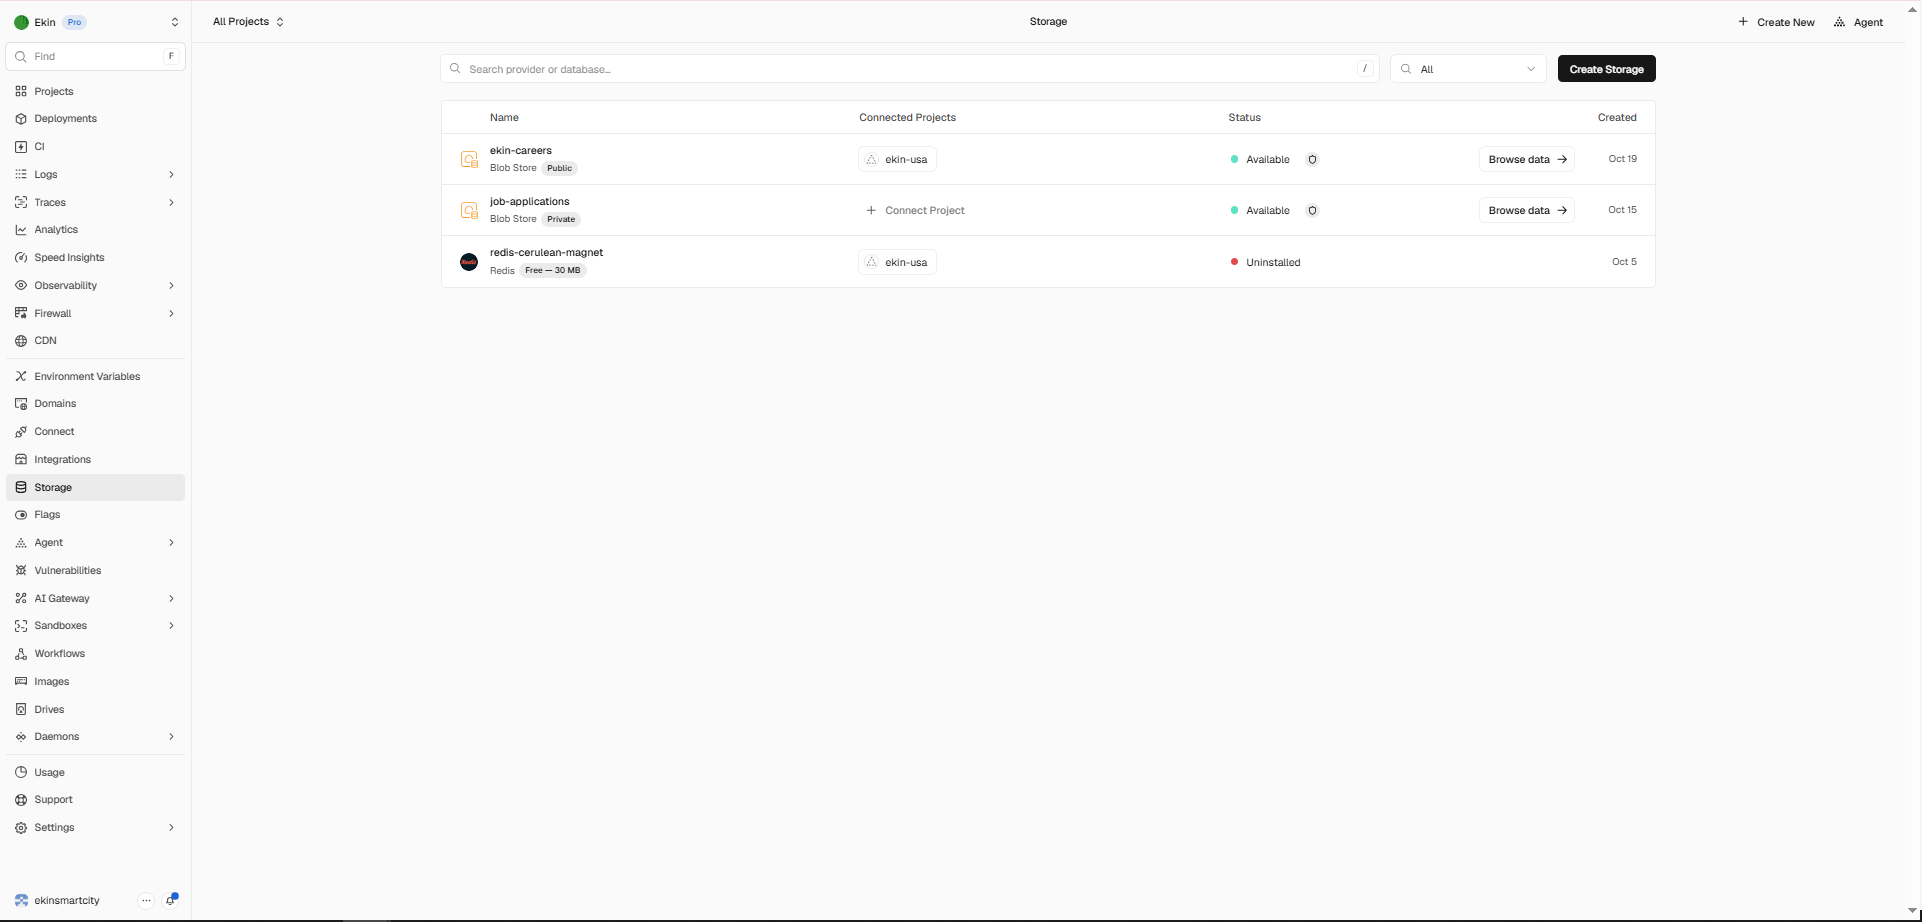 Ekin Pro
All Projects
Storage
Create New
Agent
Find F
Projects
Deployments
CI
Logs
Traces
Analytics
Speed Insights
Observability
Firewall
CDN
Environment Variables
Domains
Connect
Integrations
Storage
Flags
Agent
Vulnerabilities
AI Gateway
Sandboxes
Workflows
Images
Drives
Daemons
Usage
Support
Settings
ekinsmartcity
Search provider or database... /
All
Create Storage
Name Connected Projects Status Created
ekin-careers
Blob Store Public
ekin-usa
Available
Browse data →
Oct 19
job-applications
Blob Store Private
+ Connect Project
Available
Browse data →
Oct 15
redis-cerulean-magnet
Redis Free — 30 MB
ekin-usa
Uninstalled
Oct 5